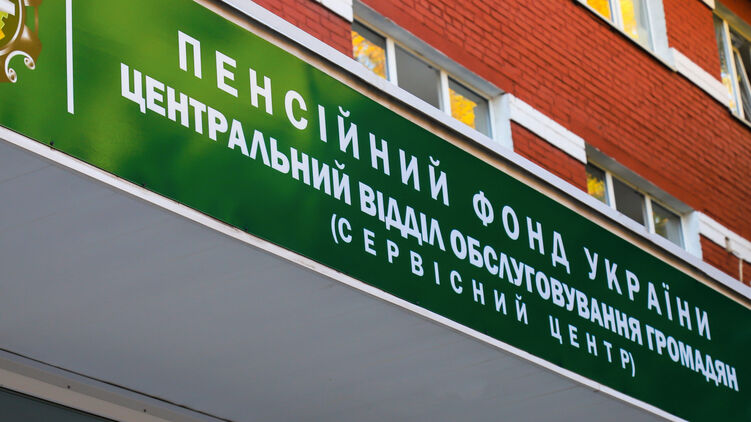 ПЕНСІЙНИЙ ФОНД УКРАЇНИ
ЦЕНТРАЛЬНИЙ ВІДДІЛ ОБСЛУГОВУВАННЯ ГРОМАДЯН
(СЕРВІСНИЙ ЦЕНТР)